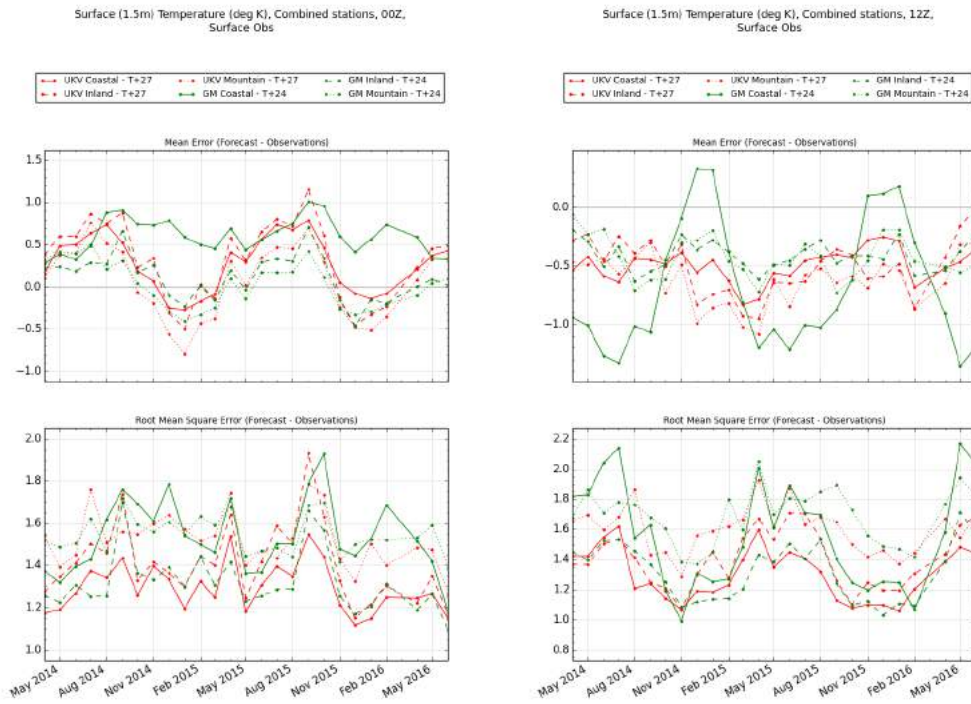 Surface (1.5m) Temperature (deg K), Combined stations, 00Z,
Surface Obs
UKV Coastal - T+27
UKV Mountain - T+27
GM Inland - T+24
UKV Inland - T+27
GM Coastal - T+24
GM Mountain - T+24
Mean Error (Forecast - Observations)
1.5
1.0
0.5
0.0
−0.5
−1.0
Root Mean Square Error (Forecast - Observations)
2.0
1.8
1.6
1.4
1.2
1.0
May 2014
Aug 2014
Nov 2014
Feb 2015
May 2015
Aug 2015
Nov 2015
Feb 2016
May 2016
Surface (1.5m) Temperature (deg K), Combined stations, 12Z,
Surface Obs
UKV Coastal - T+27
UKV Mountain - T+27
GM Inland - T+24
UKV Inland - T+27
GM Coastal - T+24
GM Mountain - T+24
Mean Error (Forecast - Observations)
0.0
−0.5
−1.0
Root Mean Square Error (Forecast - Observations)
2.2
2.0
1.8
1.6
1.4
1.2
1.0
0.8
May 2014
Aug 2014
Nov 2014
Feb 2015
May 2015
Aug 2015
Nov 2015
Feb 2016
May 2016